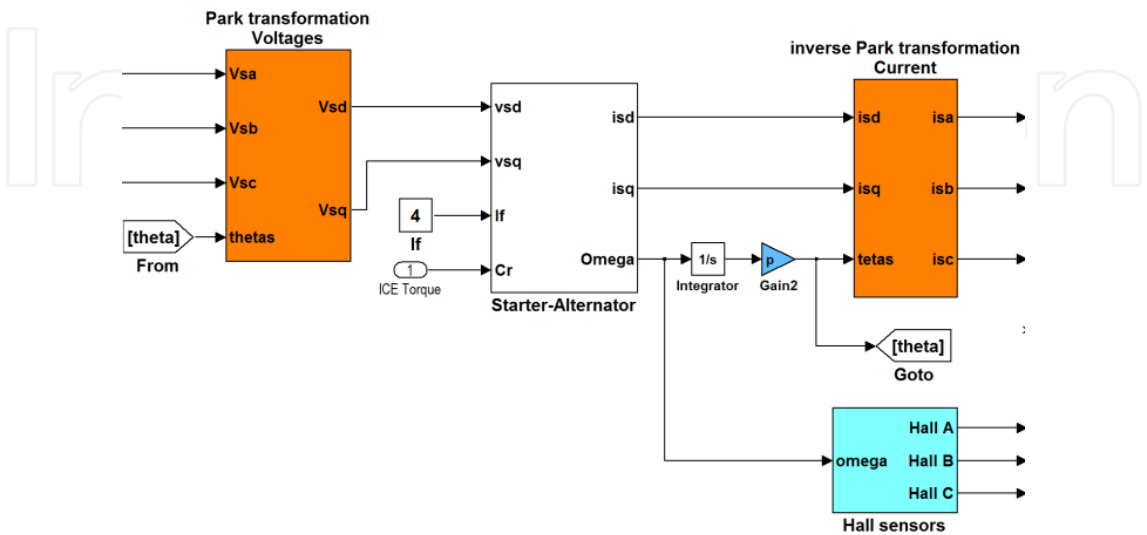 Park transformation
Voltages
Vsa
Vsb
Vsc
thetas
Vsd
Vsq
[theta]
From
4
If
1
ICE Torque
vsd
vsq
If
Cr
isd
isq
Omega
Starter-Alternator
1/s
Integrator
p
Gain2
inverse Park transformation
Current
isd
isq
tetas
isa
isb
isc
[theta]
Goto
omega
Hall A
Hall B
Hall C
Hall sensors